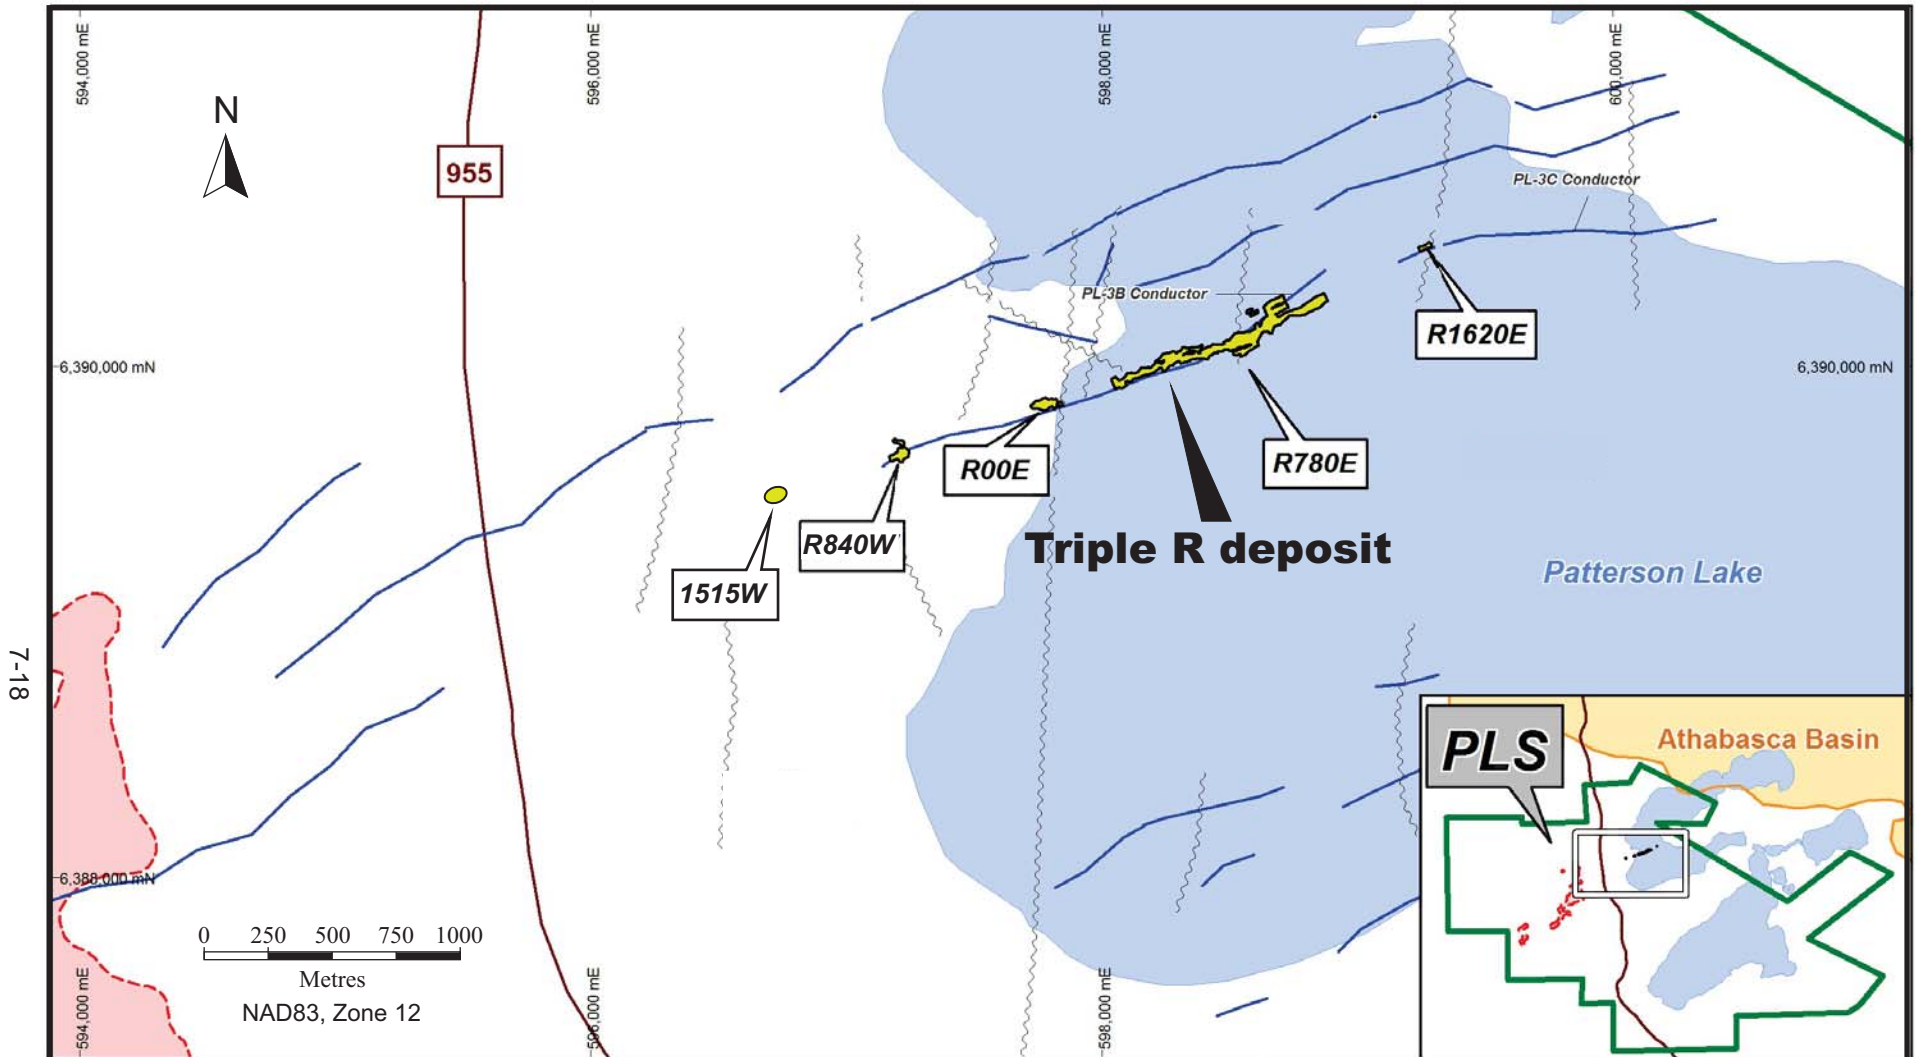 594,000 mE
596,000 mE
598,000 mE
600,000 mE
N
955
PL-3C Conductor
PL-3B Conductor
R1620E
6,390,000 mN
6,390,000 mN
R780E
R00E
R840W
Triple R deposit
1515W
Patterson Lake
7-18
PLS
Athabasca Basin
6,388,000 mN
0 250 500 750 1000
Metres
NAD83, Zone 12
594,000 mE
596,000 mE
598,000 mE